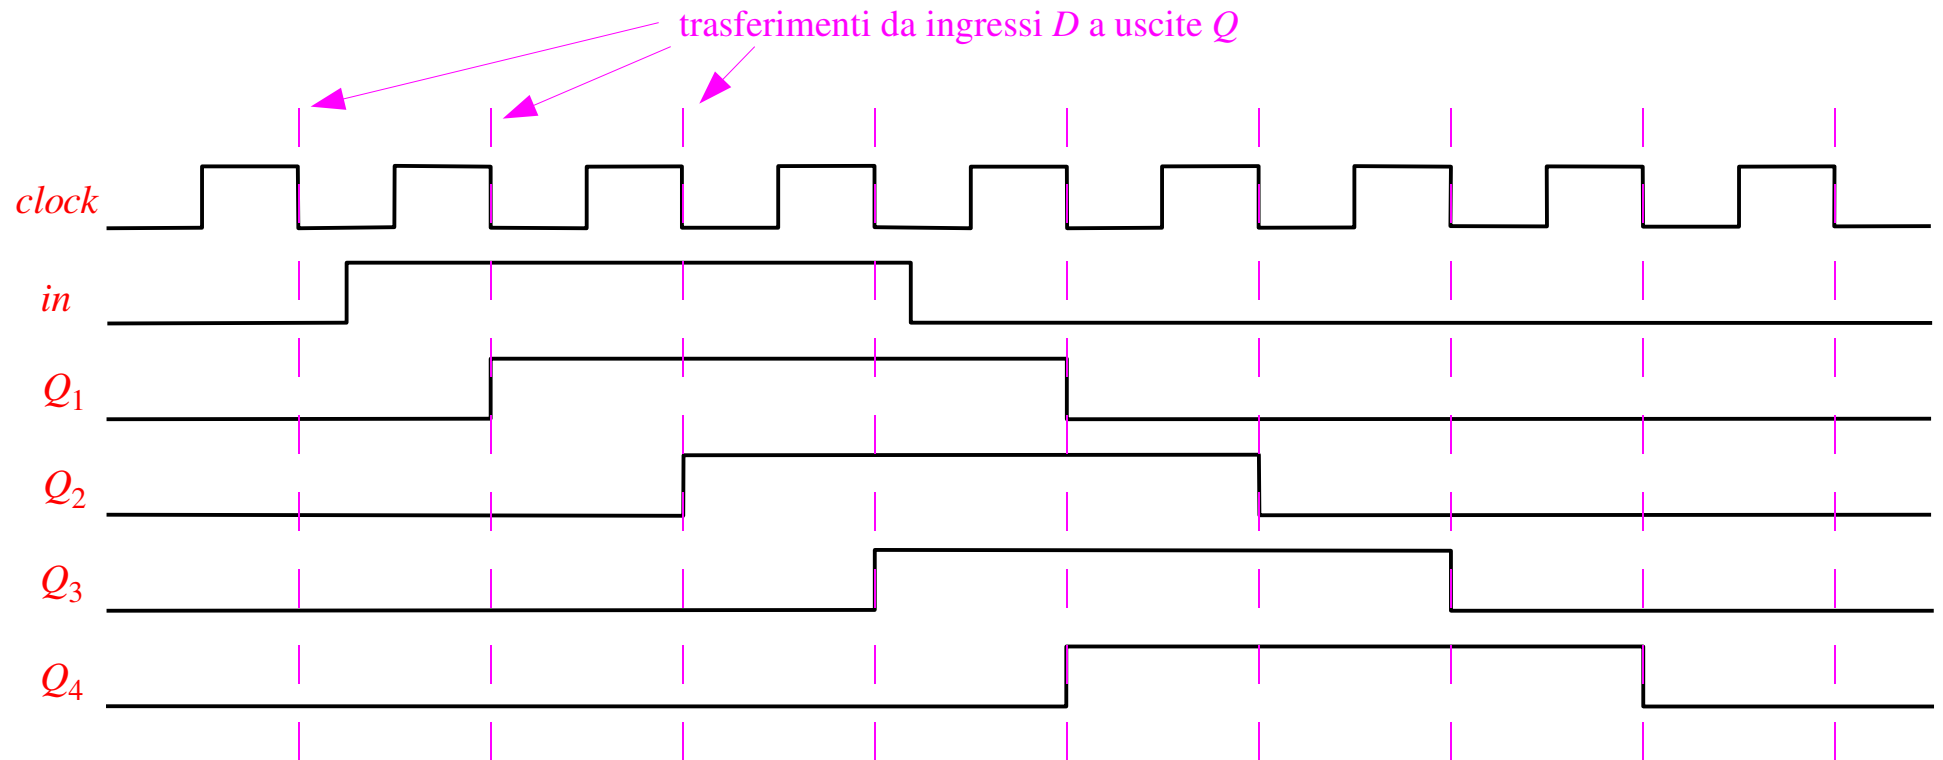 trasferimenti da ingressi D a uscite Q
clock
in
Q1
Q2
Q3
Q4